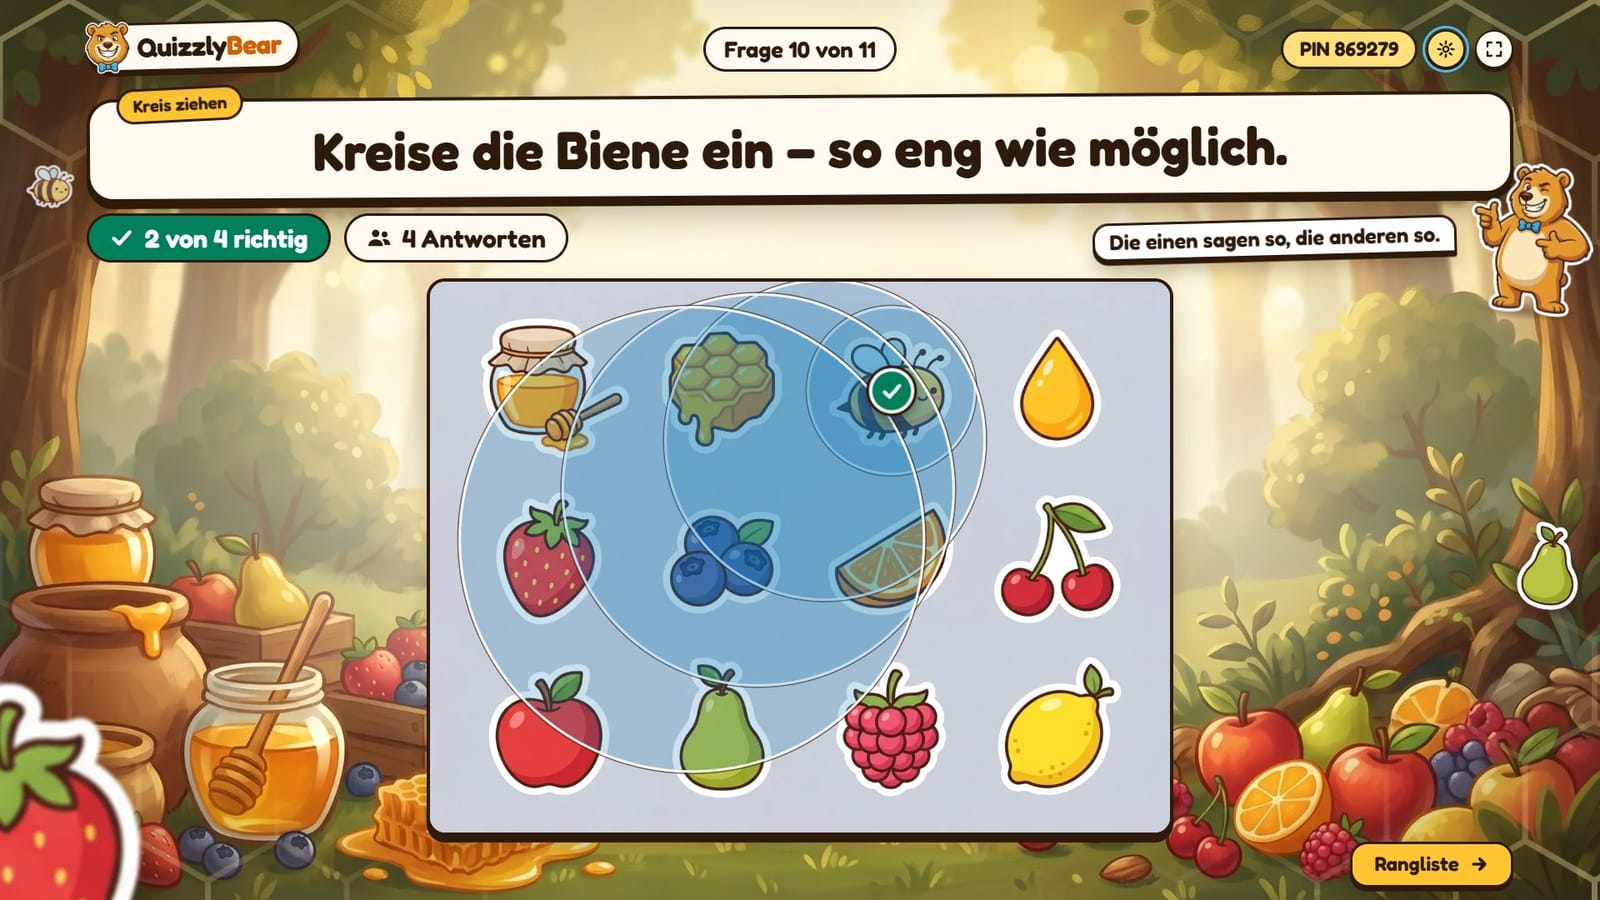 QuizzlyBear
Frage 10 von 11
PIN 869279
Kreis ziehen
Kreise die Biene ein – so eng wie möglich.
2 von 4 richtig
4 Antworten
Die einen sagen so, die anderen so.
Rangliste →